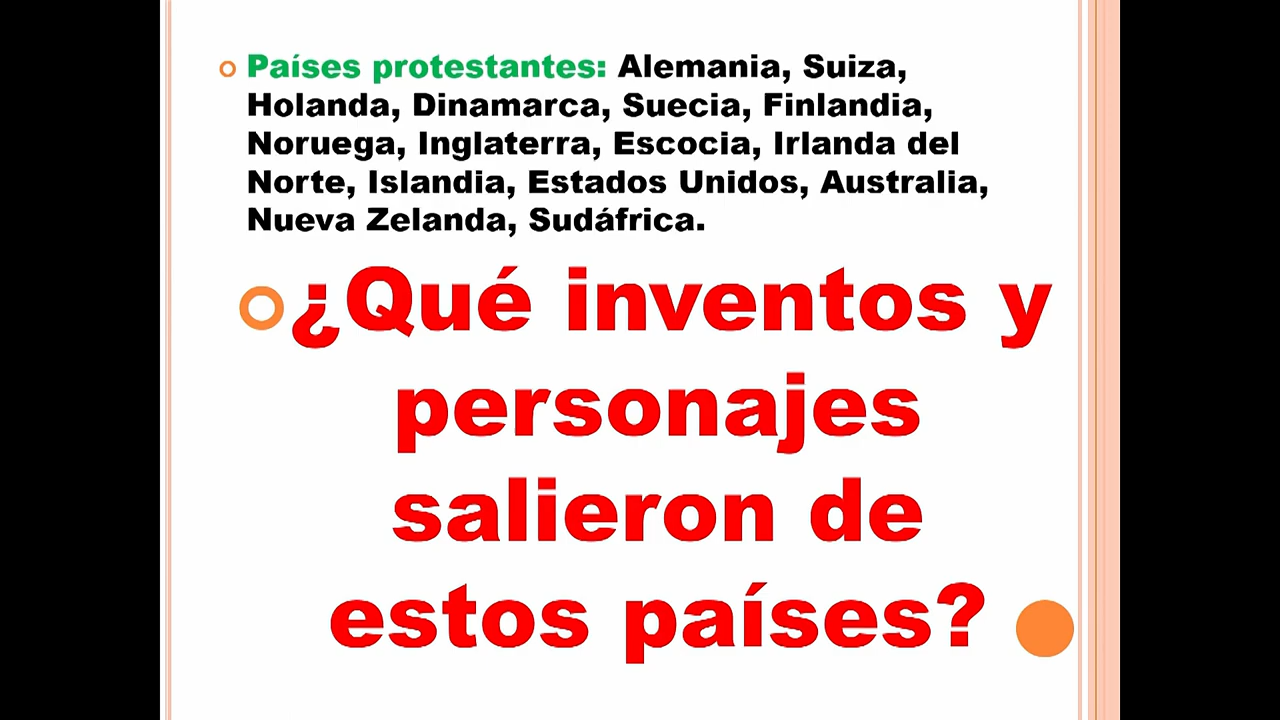 Países protestantes: Alemania, Suiza,
Holanda, Dinamarca, Suecia, Finlandia,
Noruega, Inglaterra, Escocia, Irlanda del
Norte, Islandia, Estados Unidos, Australia,
Nueva Zelanda, Sudáfrica.
¿Qué inventos y
personajes
salieron de
estos países?